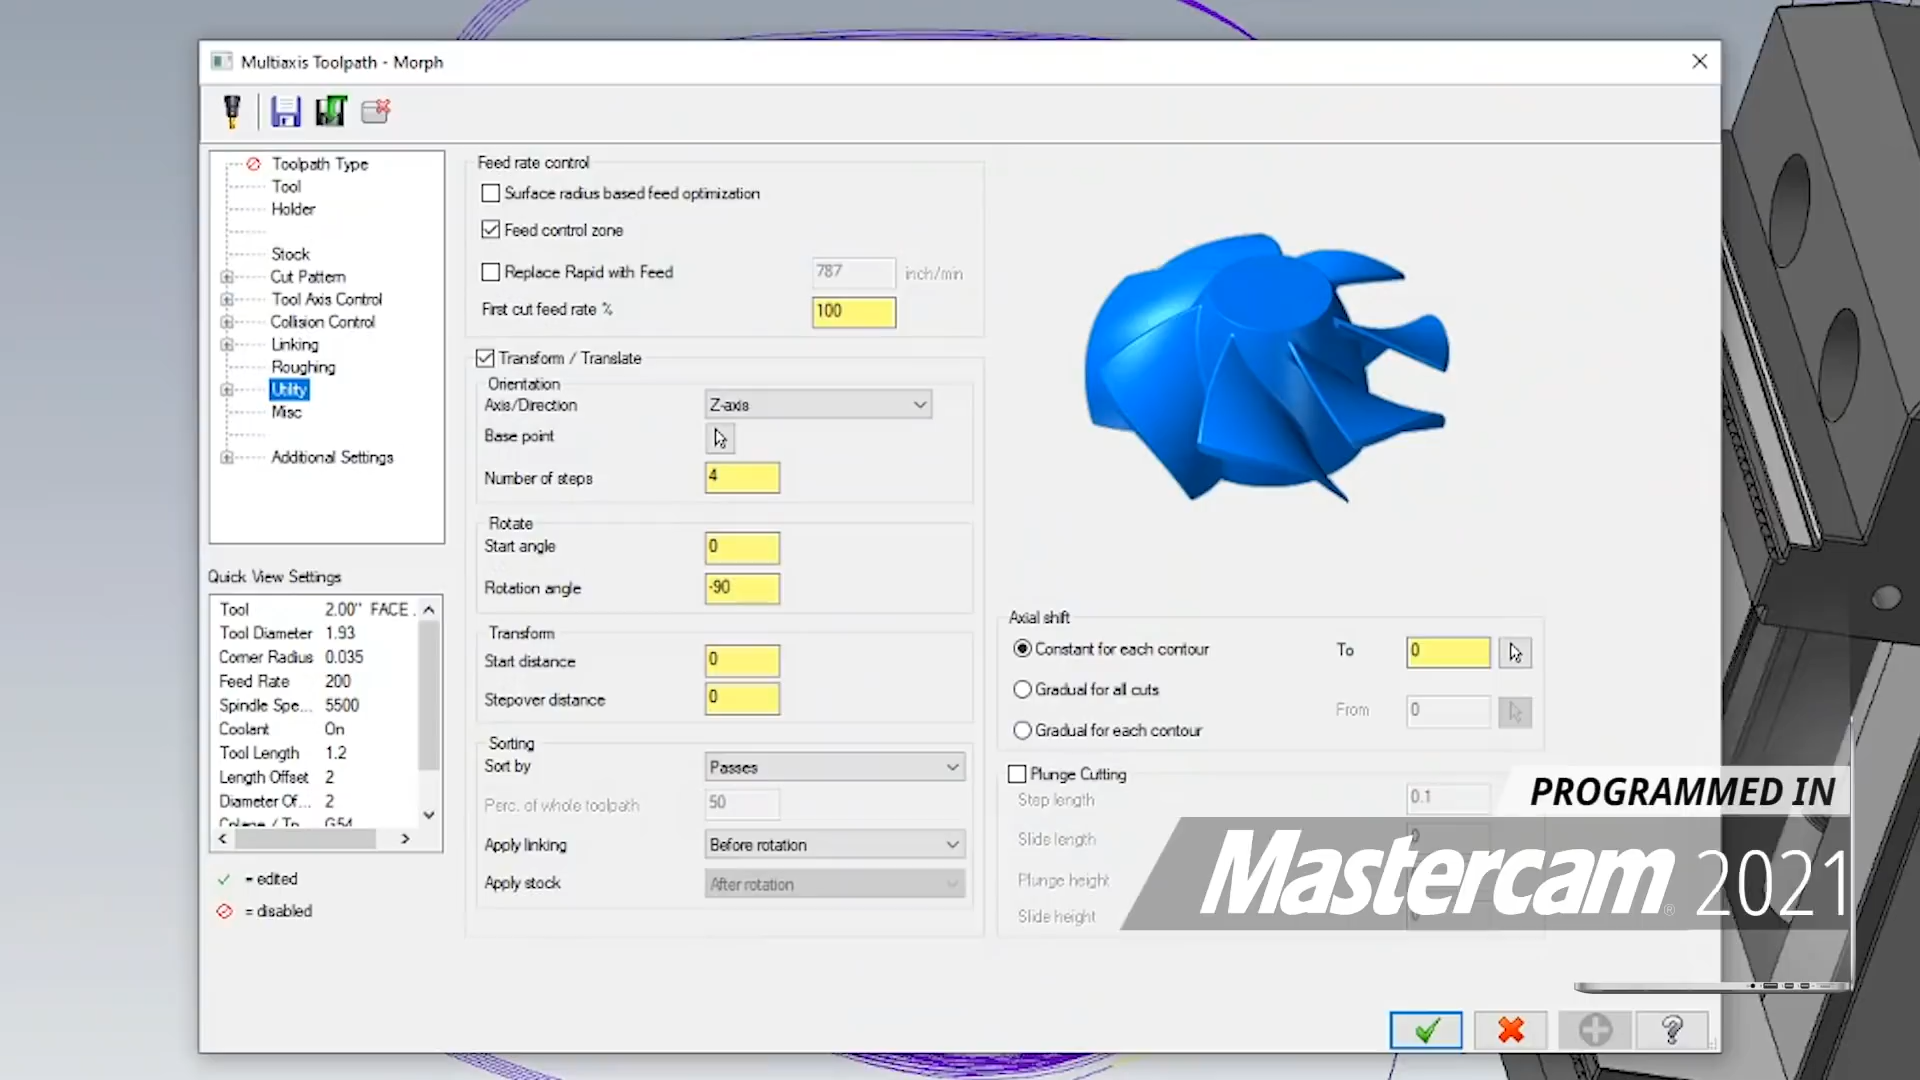 Multiaxis Toolpath - Morph
Toolpath Type
Tool
Holder
Stock
Cut Pattern
Tool Axis Control
Collision Control
Linking
Roughing
Utility
Misc
Additional Settings
Quick View Settings
Tool 2.00" FACE .
Tool Diameter 1.93
Corner Radius 0.035
Feed Rate 200
Spindle Spe... 5500
Coolant On
Tool Length 1.2
Length Offset 2
Diameter Of... 2
Cplane / Tp G54
= edited
= disabled
Feed rate control
Surface radius based feed optimization
Feed control zone
Replace Rapid with Feed 787 inch/min
First cut feed rate % 100
Transform / Translate
Orientation
Axis/Direction Z-axis
Base point
Number of steps 4
Rotate
Start angle 0
Rotation angle -90
Transform
Start distance 0
Stepover distance 0
Sorting
Sort by Passes
Perc. of whole toolpath 50
Apply linking Before rotation
Apply stock After rotation
Axial shift
Constant for each contour To 0
Gradual for all cuts
From 0
Gradual for each contour
Plunge Cutting
Step length 0.1
Slide length 0
Plunge height
Slide height 0
PROGRAMMED IN
Mastercam® 2021